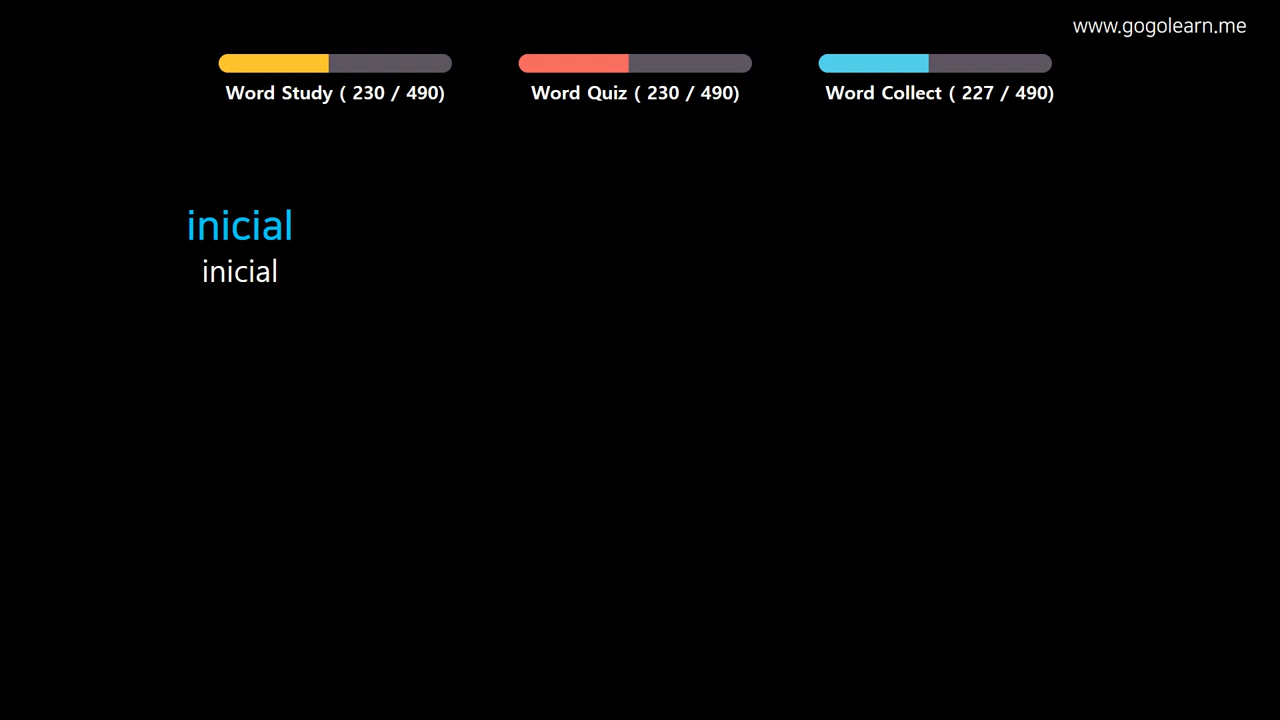 www.gogolearn.me
Word Study ( 230 / 490)
Word Quiz ( 230 / 490)
Word Collect ( 227 / 490)
inicial
inicial